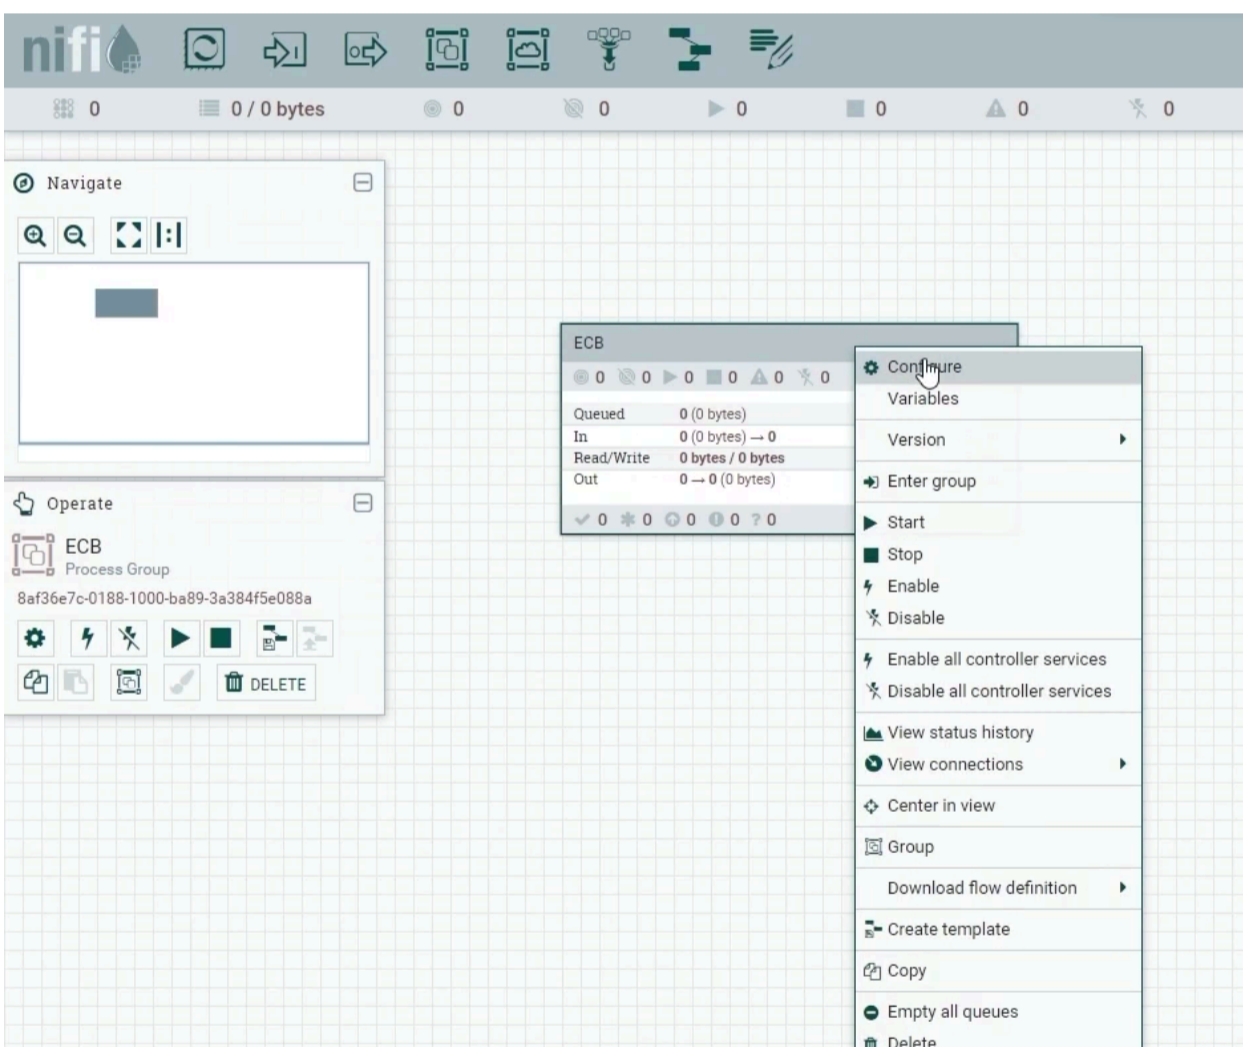 nifi
0 0 / 0 bytes 0 0 0 0 0 0
Navigate
ECB
0 0 0 0 0 0
Queued 0 (0 bytes)
In 0 (0 bytes) → 0
Read/Write 0 bytes / 0 bytes
Out 0 → 0 (0 bytes)
0 0 0 0 ? 0
Operate
ECB
Process Group
8af36e7c-0188-1000-ba89-3a384f5e088a
DELETE
Configure
Variables
Version
Enter group
Start
Stop
Enable
Disable
Enable all controller services
Disable all controller services
View status history
View connections
Center in view
Group
Download flow definition
Create template
Copy
Empty all queues
Delete